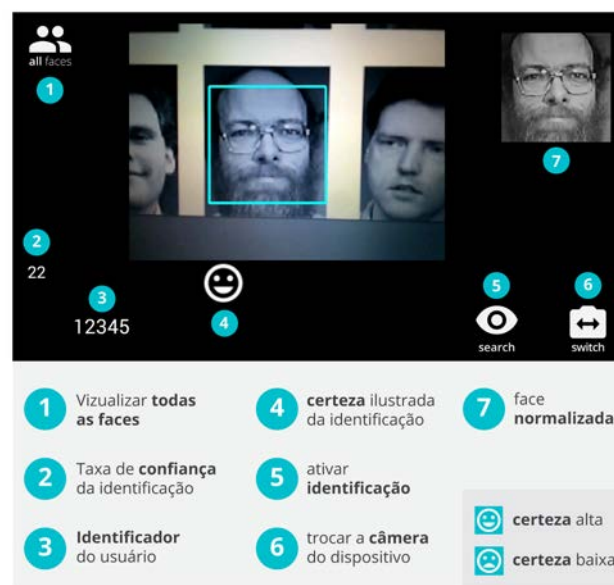 all faces
1
7
2
22
3
12345
4
5
search
6
switch
1
Vizualizar todas
as faces
2
Taxa de confiança
da identificação
3
Identificador
do usuário
4
certeza ilustrada
da identificação
5
ativar
identificação
6
trocar a câmera
do dispositivo
7
face
normalizada
certeza alta
certeza baixa